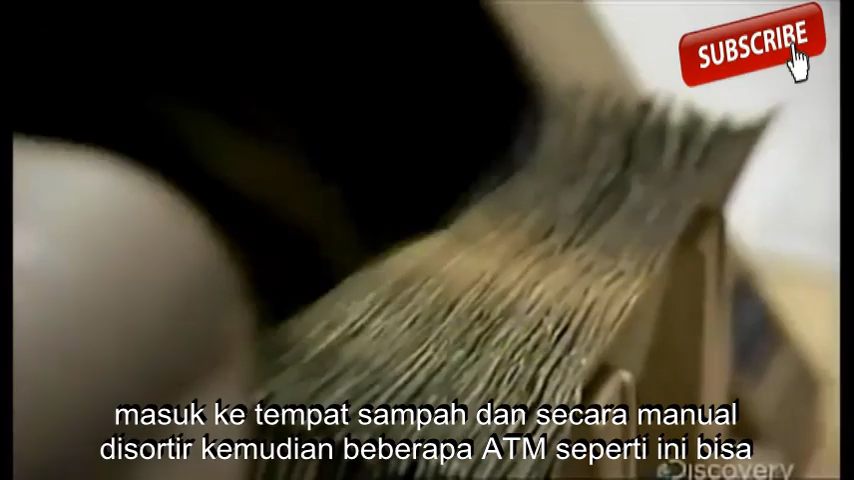 SUBSCRIBE
masuk ke tempat sampah dan secara manual
disortir kemudian beberapa ATM seperti ini bisa
Discovery